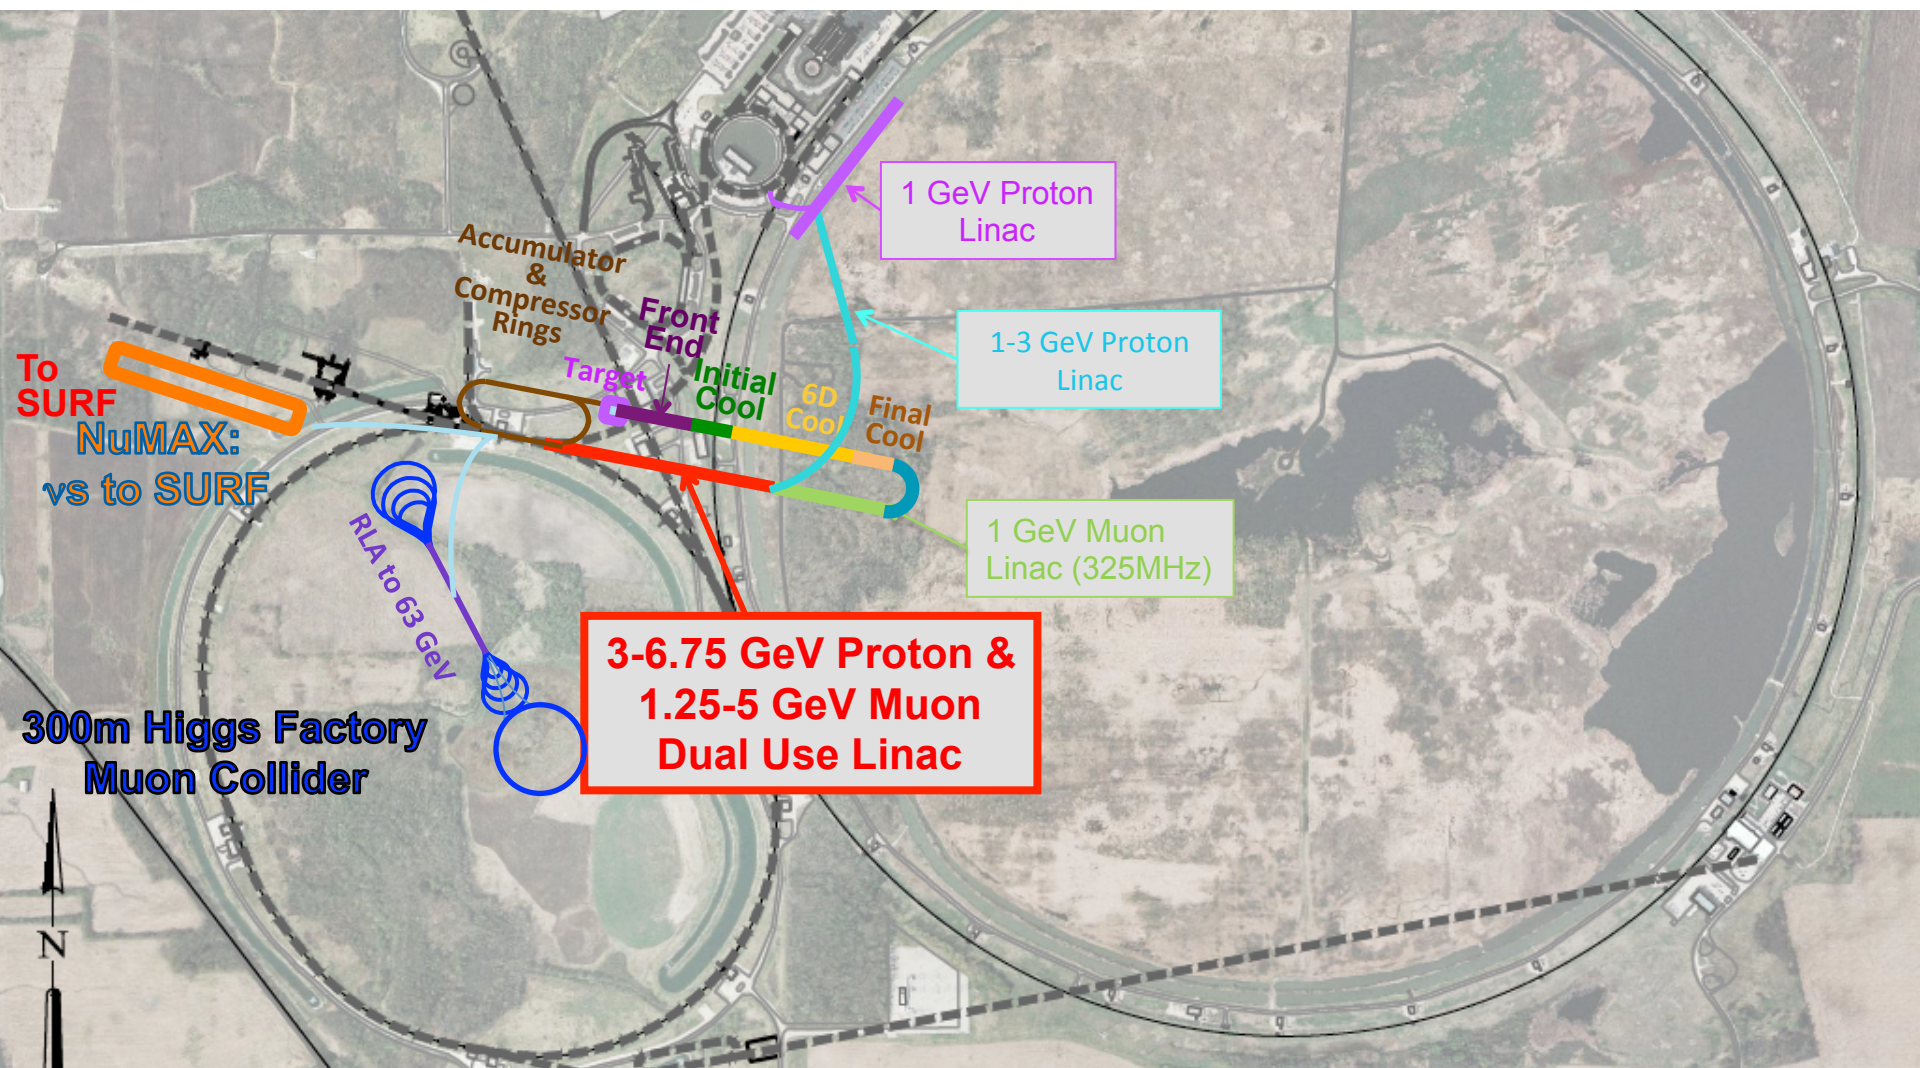 1 GeV Proton
Linac
Accumulator
&
Compressor
Rings
Front
End
1-3 GeV Proton
Linac
To
SURF
Target
Initial
Cool
6D
Cool
Final
Cool
NuMAX:
νs to SURF
RLA to 63 GeV
1 GeV Muon
Linac (325MHz)
3-6.75 GeV Proton &
1.25-5 GeV Muon
Dual Use Linac
300m Higgs Factory
Muon Collider
N